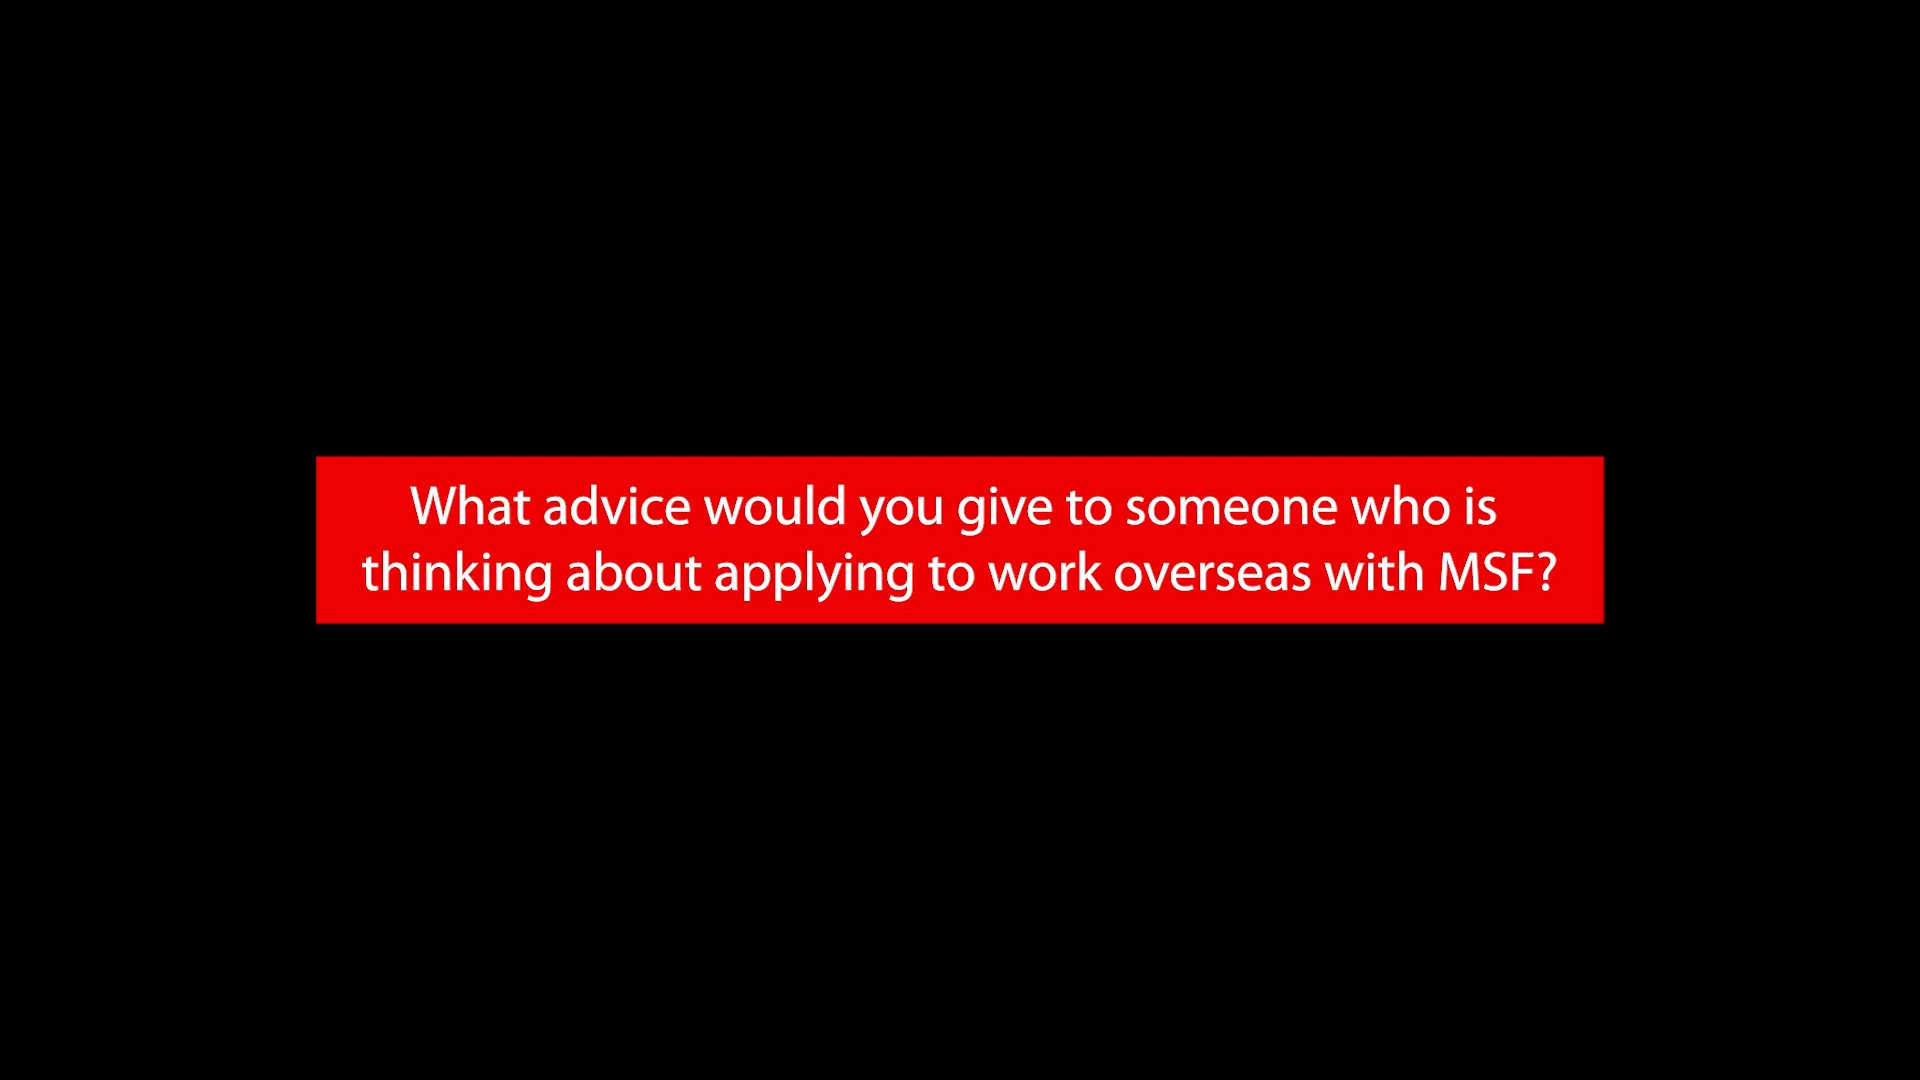 What advice would you give to someone who is
thinking about applying to work overseas with MSF?